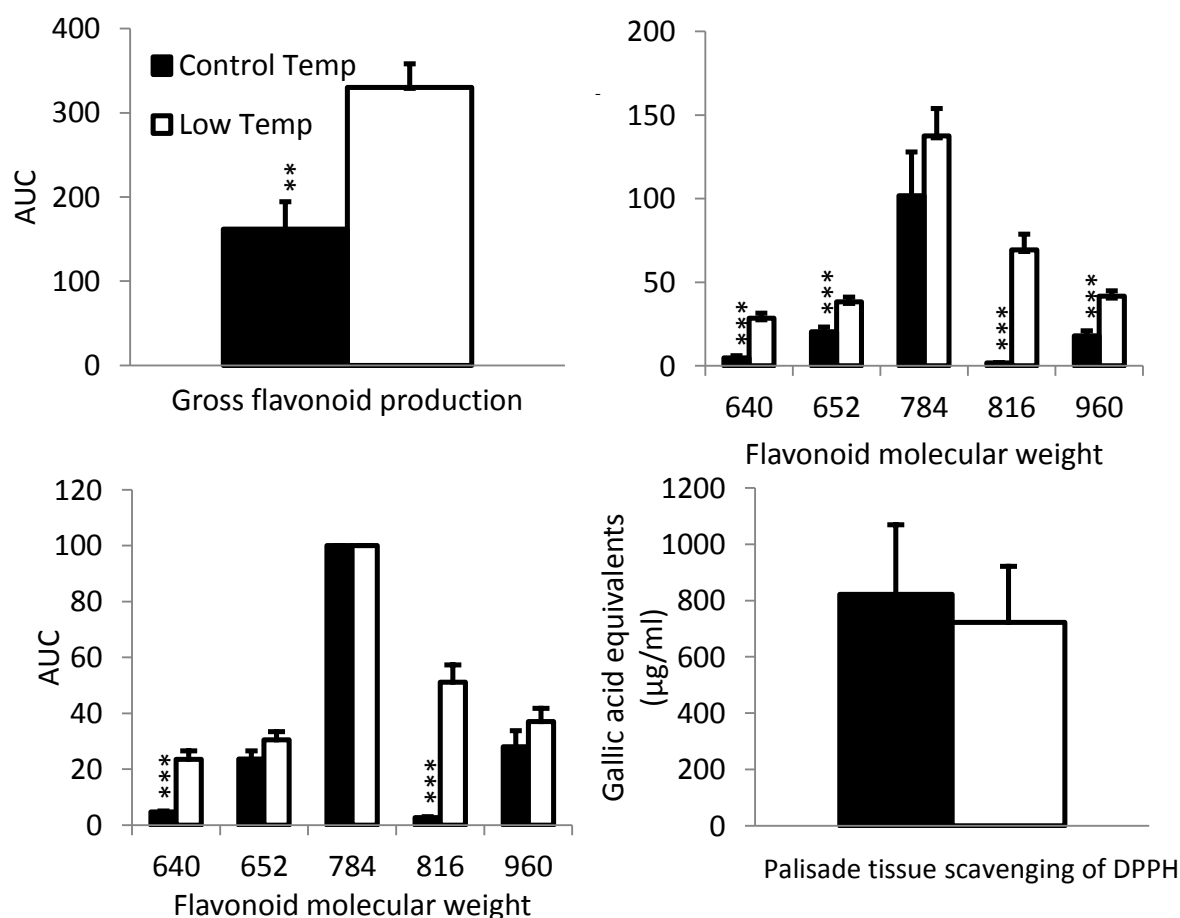 400
300
200
100
0
AUC
Control Temp
Low Temp
**
Gross flavonoid production
200
150
100
50
0
***
***
***
***
640 652 784 816 960
Flavonoid molecular weight
120
100
80
60
40
20
0
AUC
***
***
640 652 784 816 960
Flavonoid molecular weight
1200
1000
800
600
400
200
0
Gallic acid equivalents
(µg/ml)
Palisade tissue scavenging of DPPH